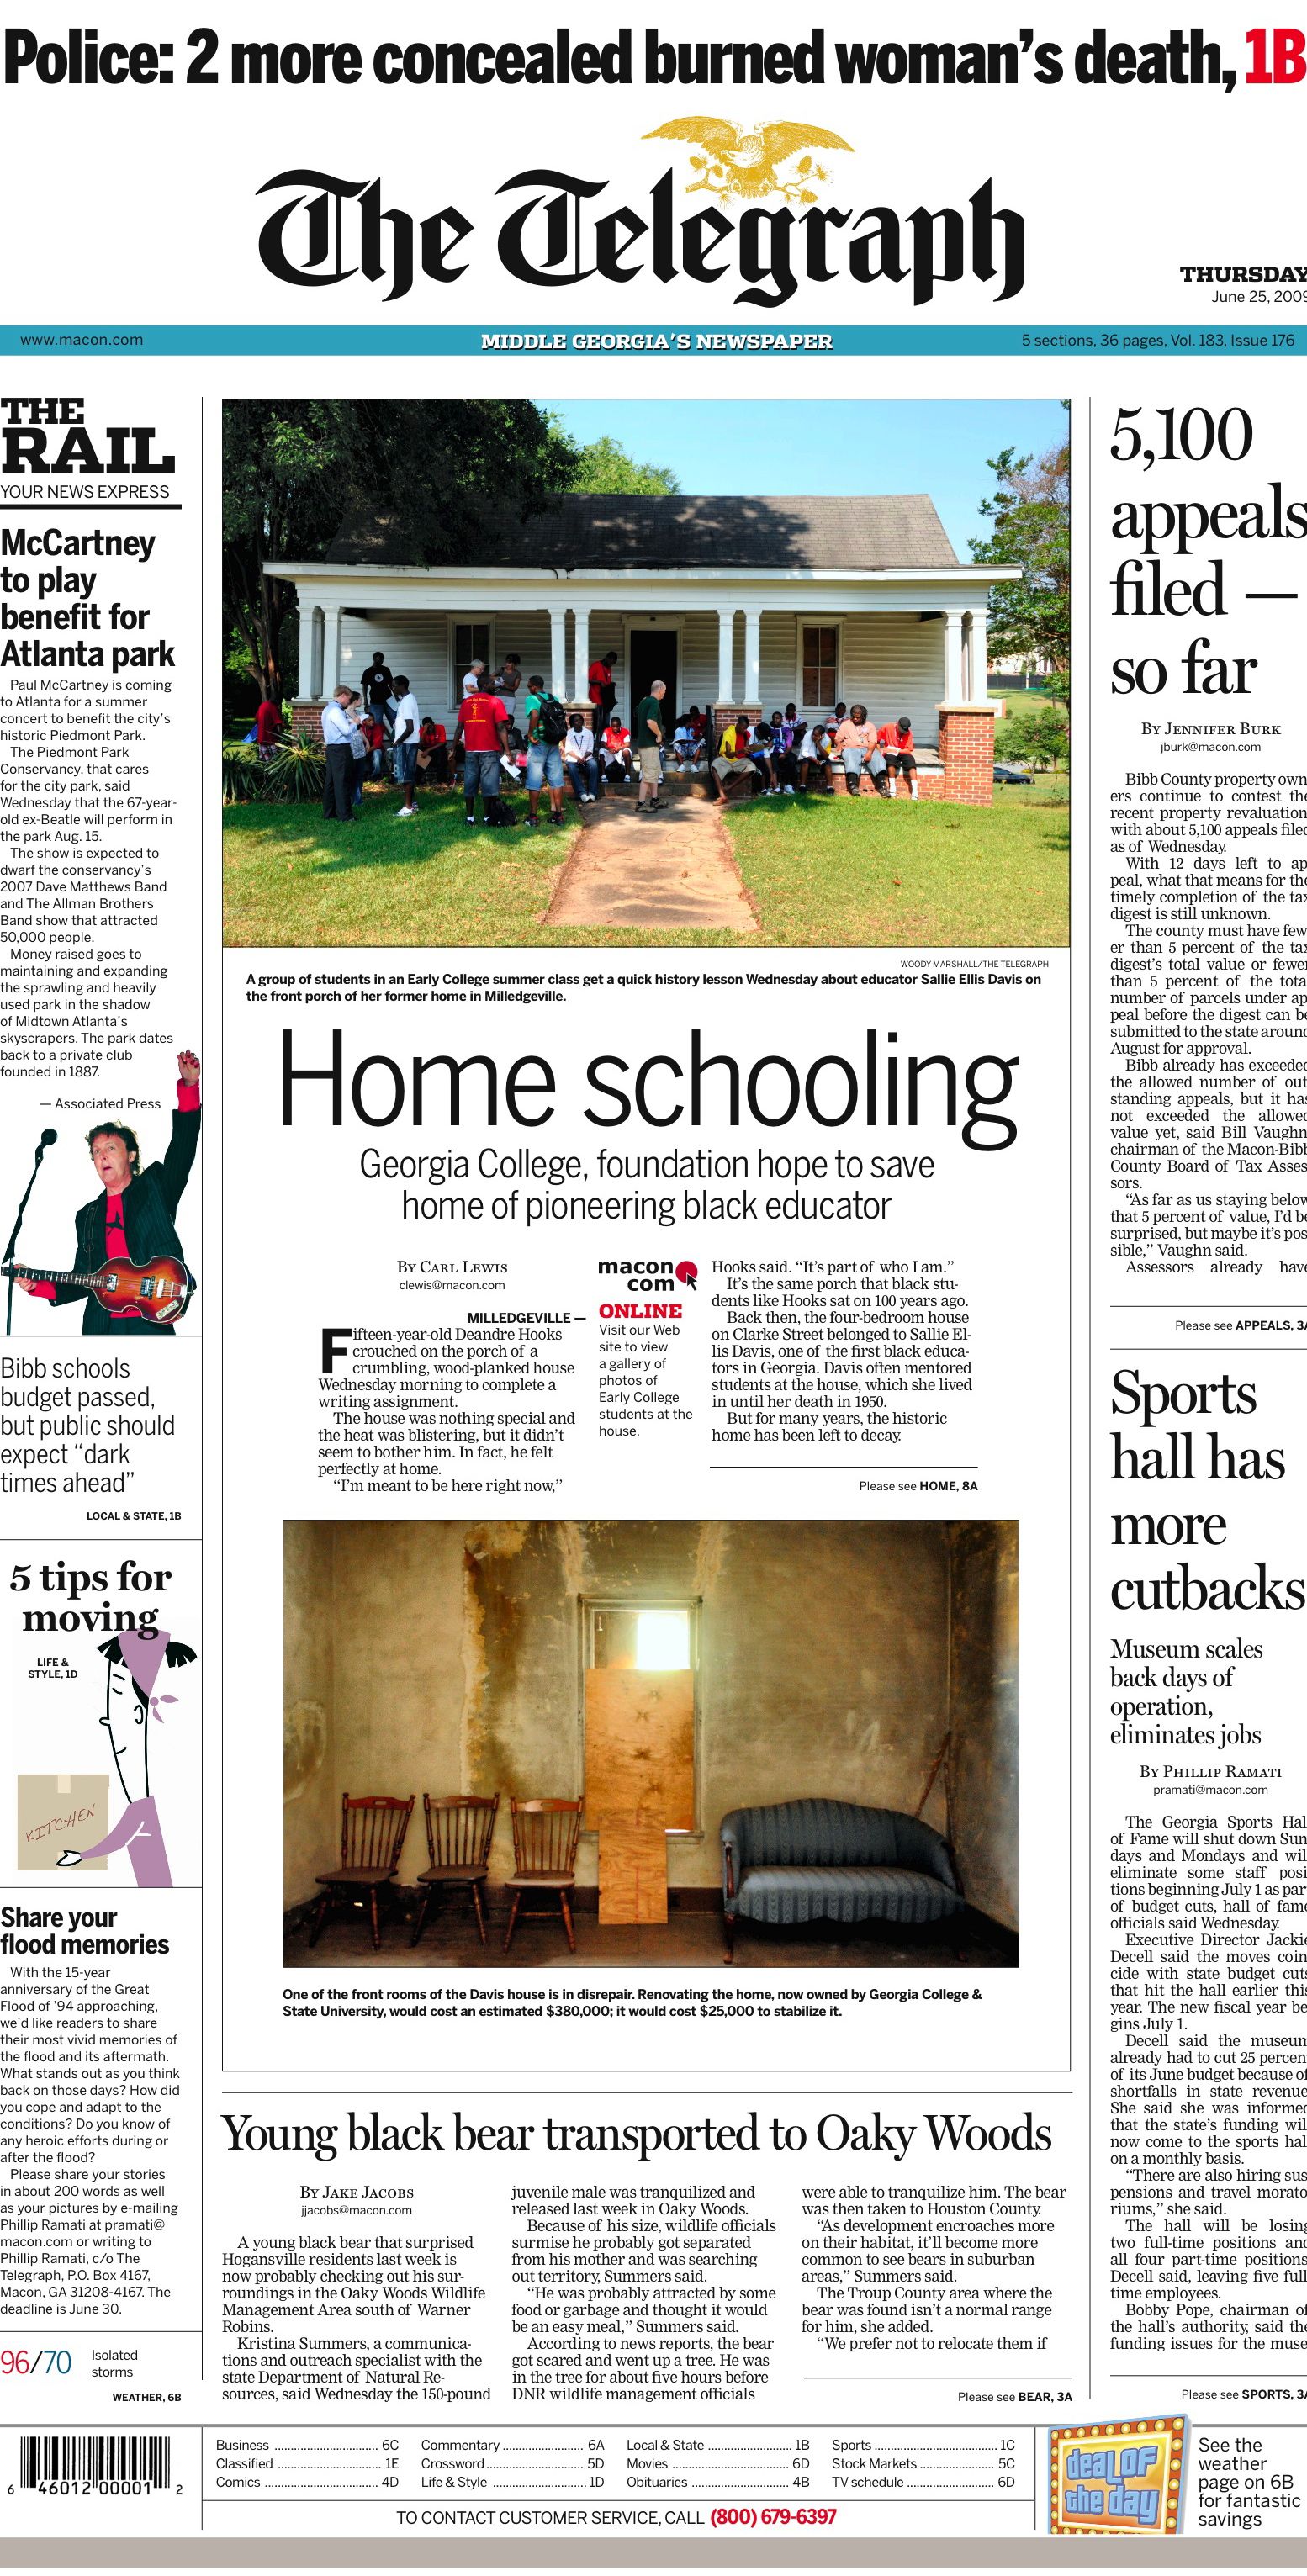 Police: 2 more concealed burned woman's death, 1B
The Telegraph
THURSDAY
June 25, 2009
www.macon.com
MIDDLE GEORGIA'S NEWSPAPER
5 sections, 36 pages, Vol. 183, Issue 176
THE
RAIL
YOUR NEWS EXPRESS
McCartney
to play
benefit for
Atlanta park
Paul McCartney is coming
to Atlanta for a summer
concert to benefit the city's
historic Piedmont Park.
The Piedmont Park
Conservancy, that cares
for the city park, said
Wednesday that the 67-year-
old ex-Beatle will perform in
the park Aug. 15.
The show is expected to
dwarf the conservancy's
2007 Dave Matthews Band
and The Allman Brothers
Band show that attracted
50,000 people.
Money raised goes to
maintaining and expanding
the sprawling and heavily
used park in the shadow
of Midtown Atlanta's
skyscrapers. The park dates
back to a private club
founded in 1887.
— Associated Press
Bibb schools
budget passed,
but public should
expect “dark
times ahead”
LOCAL & STATE, 1B
5 tips for
moving
LIFE &
STYLE, 1D
KITCHEN
Share your
flood memories
With the 15-year
anniversary of the Great
Flood of '94 approaching,
we'd like readers to share
their most vivid memories of
the flood and its aftermath.
What stands out as you think
back on those days? How did
you cope and adapt to the
conditions? Do you know of
any heroic efforts during or
after the flood?
Please share your stories
in about 200 words as well
as your pictures by e-mailing
Phillip Ramati at pramati@
macon.com or writing to
Phillip Ramati, c/o The
Telegraph, P.O. Box 4167,
Macon, GA 31208-4167. The
deadline is June 30.
96/70
Isolated
storms
WEATHER, 6B
WOODY MARSHALL/THE TELEGRAPH
A group of students in an Early College summer class get a quick history lesson Wednesday about educator Sallie Ellis Davis on
the front porch of her former home in Milledgeville.
Home schooling
Georgia College, foundation hope to save
home of pioneering black educator
By Carl Lewis
clewis@macon.com
MILLEDGEVILLE —
Fifteen-year-old Deandre Hooks
crouched on the porch of a
crumbling, wood-planked house
Wednesday morning to complete a
writing assignment.
The house was nothing special and
the heat was blistering, but it didn't
seem to bother him. In fact, he felt
perfectly at home.
“I'm meant to be here right now,”
macon
com
ONLINE
Visit our Web
site to view
a gallery of
photos of
Early College
students at the
house.
Hooks said. “It's part of who I am.”
It's the same porch that black stu-
dents like Hooks sat on 100 years ago.
Back then, the four-bedroom house
on Clarke Street belonged to Sallie El-
lis Davis, one of the first black educa-
tors in Georgia. Davis often mentored
students at the house, which she lived
in until her death in 1950.
But for many years, the historic
home has been left to decay.
Please see HOME, 8A
One of the front rooms of the Davis house is in disrepair. Renovating the home, now owned by Georgia College &
State University, would cost an estimated $380,000; it would cost $25,000 to stabilize it.
Young black bear transported to Oaky Woods
By Jake Jacobs
jjacobs@macon.com
A young black bear that surprised
Hogansville residents last week is
now probably checking out his sur-
roundings in the Oaky Woods Wildlife
Management Area south of Warner
Robins.
Kristina Summers, a communica-
tions and outreach specialist with the
state Department of Natural Re-
sources, said Wednesday the 150-pound
juvenile male was tranquilized and
released last week in Oaky Woods.
Because of his size, wildlife officials
surmise he probably got separated
from his mother and was searching
out territory, Summers said.
“He was probably attracted by some
food or garbage and thought it would
be an easy meal,” Summers said.
According to news reports, the bear
got scared and went up a tree. He was
in the tree for about five hours before
DNR wildlife management officials
were able to tranquilize him. The bear
was then taken to Houston County.
“As development encroaches more
on their habitat, it'll become more
common to see bears in suburban
areas,” Summers said.
The Troup County area where the
bear was found isn't a normal range
for him, she added.
“We prefer not to relocate them if
Please see BEAR, 3A
5,100
appeals
filed —
so far
By Jennifer Burk
jburk@macon.com
Bibb County property own
ers continue to contest the
recent property revaluation
with about 5,100 appeals filed
as of Wednesday.
With 12 days left to ap
peal, what that means for the
timely completion of the tax
digest is still unknown.
The county must have few
er than 5 percent of the tax
digest's total value or fewer
than 5 percent of the total
number of parcels under ap
peal before the digest can be
submitted to the state around
August for approval.
Bibb already has exceeded
the allowed number of out
standing appeals, but it has
not exceeded the allowed
value yet, said Bill Vaughn
chairman of the Macon-Bibb
County Board of Tax Asses
sors.
“As far as us staying below
that 5 percent of value, I'd be
surprised, but maybe it's pos
sible,” Vaughn said.
Assessors already have
Please see APPEALS, 3A
Sports
hall has
more
cutbacks
Museum scales
back days of
operation,
eliminates jobs
By Phillip Ramati
pramati@macon.com
The Georgia Sports Hall
of Fame will shut down Sun
days and Mondays and will
eliminate some staff posi
tions beginning July 1 as part
of budget cuts, hall of fame
officials said Wednesday.
Executive Director Jackie
Decell said the moves coin
cide with state budget cuts
that hit the hall earlier this
year. The new fiscal year be
gins July 1.
Decell said the museum
already had to cut 25 percent
of its June budget because of
shortfalls in state revenue
She said she was informed
that the state's funding will
now come to the sports hall
on a monthly basis.
“There are also hiring sus
pensions and travel morato
riums,” she said.
The hall will be losing
two full-time positions and
all four part-time positions
Decell said, leaving five full
time employees.
Bobby Pope, chairman of
the hall's authority, said the
funding issues for the muse
Please see SPORTS, 3A
6 46012 00001 2
Business 6C
Classified 1E
Comics 4D
Commentary 6A
Crossword 5D
Life & Style 1D
Local & State 1B
Movies 6D
Obituaries 4B
Sports 1C
Stock Markets 5C
TV schedule 6D
TO CONTACT CUSTOMER SERVICE, CALL (800) 679-6397
deal of
the day
See the
weather
page on 6B
for fantastic
savings